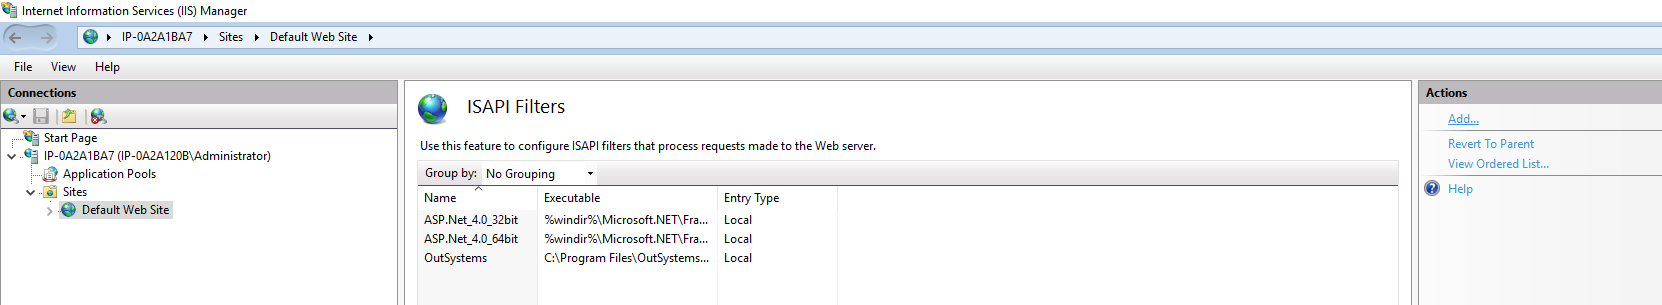 Internet Information Services (IIS) Manager
IP-0A2A1BA7 Sites Default Web Site
File View Help
Connections
Start Page
IP-0A2A1BA7 (IP-0A2A120B\Administrator)
Application Pools
Sites
Default Web Site
ISAPI Filters
Use this feature to configure ISAPI filters that process requests made to the Web server.
Group by: No Grouping
Name Executable Entry Type
ASP.Net_4.0_32bit %windir%\Microsoft.NET\Fra... Local
ASP.Net_4.0_64bit %windir%\Microsoft.NET\Fra... Local
OutSystems C:\Program Files\OutSystems... Local
Actions
Add...
Revert To Parent
View Ordered List...
Help